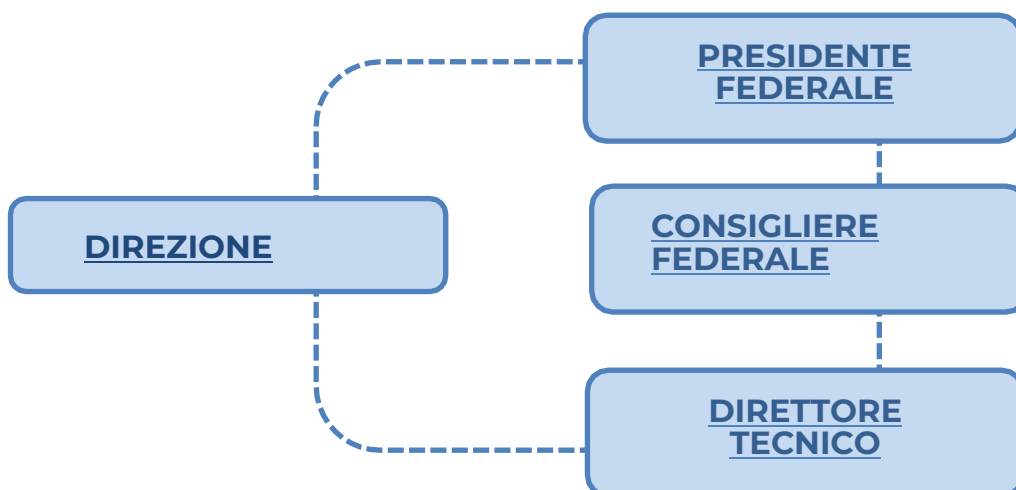 PRESIDENTE
FEDERALE
DIREZIONE
CONSIGLIERE
FEDERALE
DIRETTORE
TECNICO